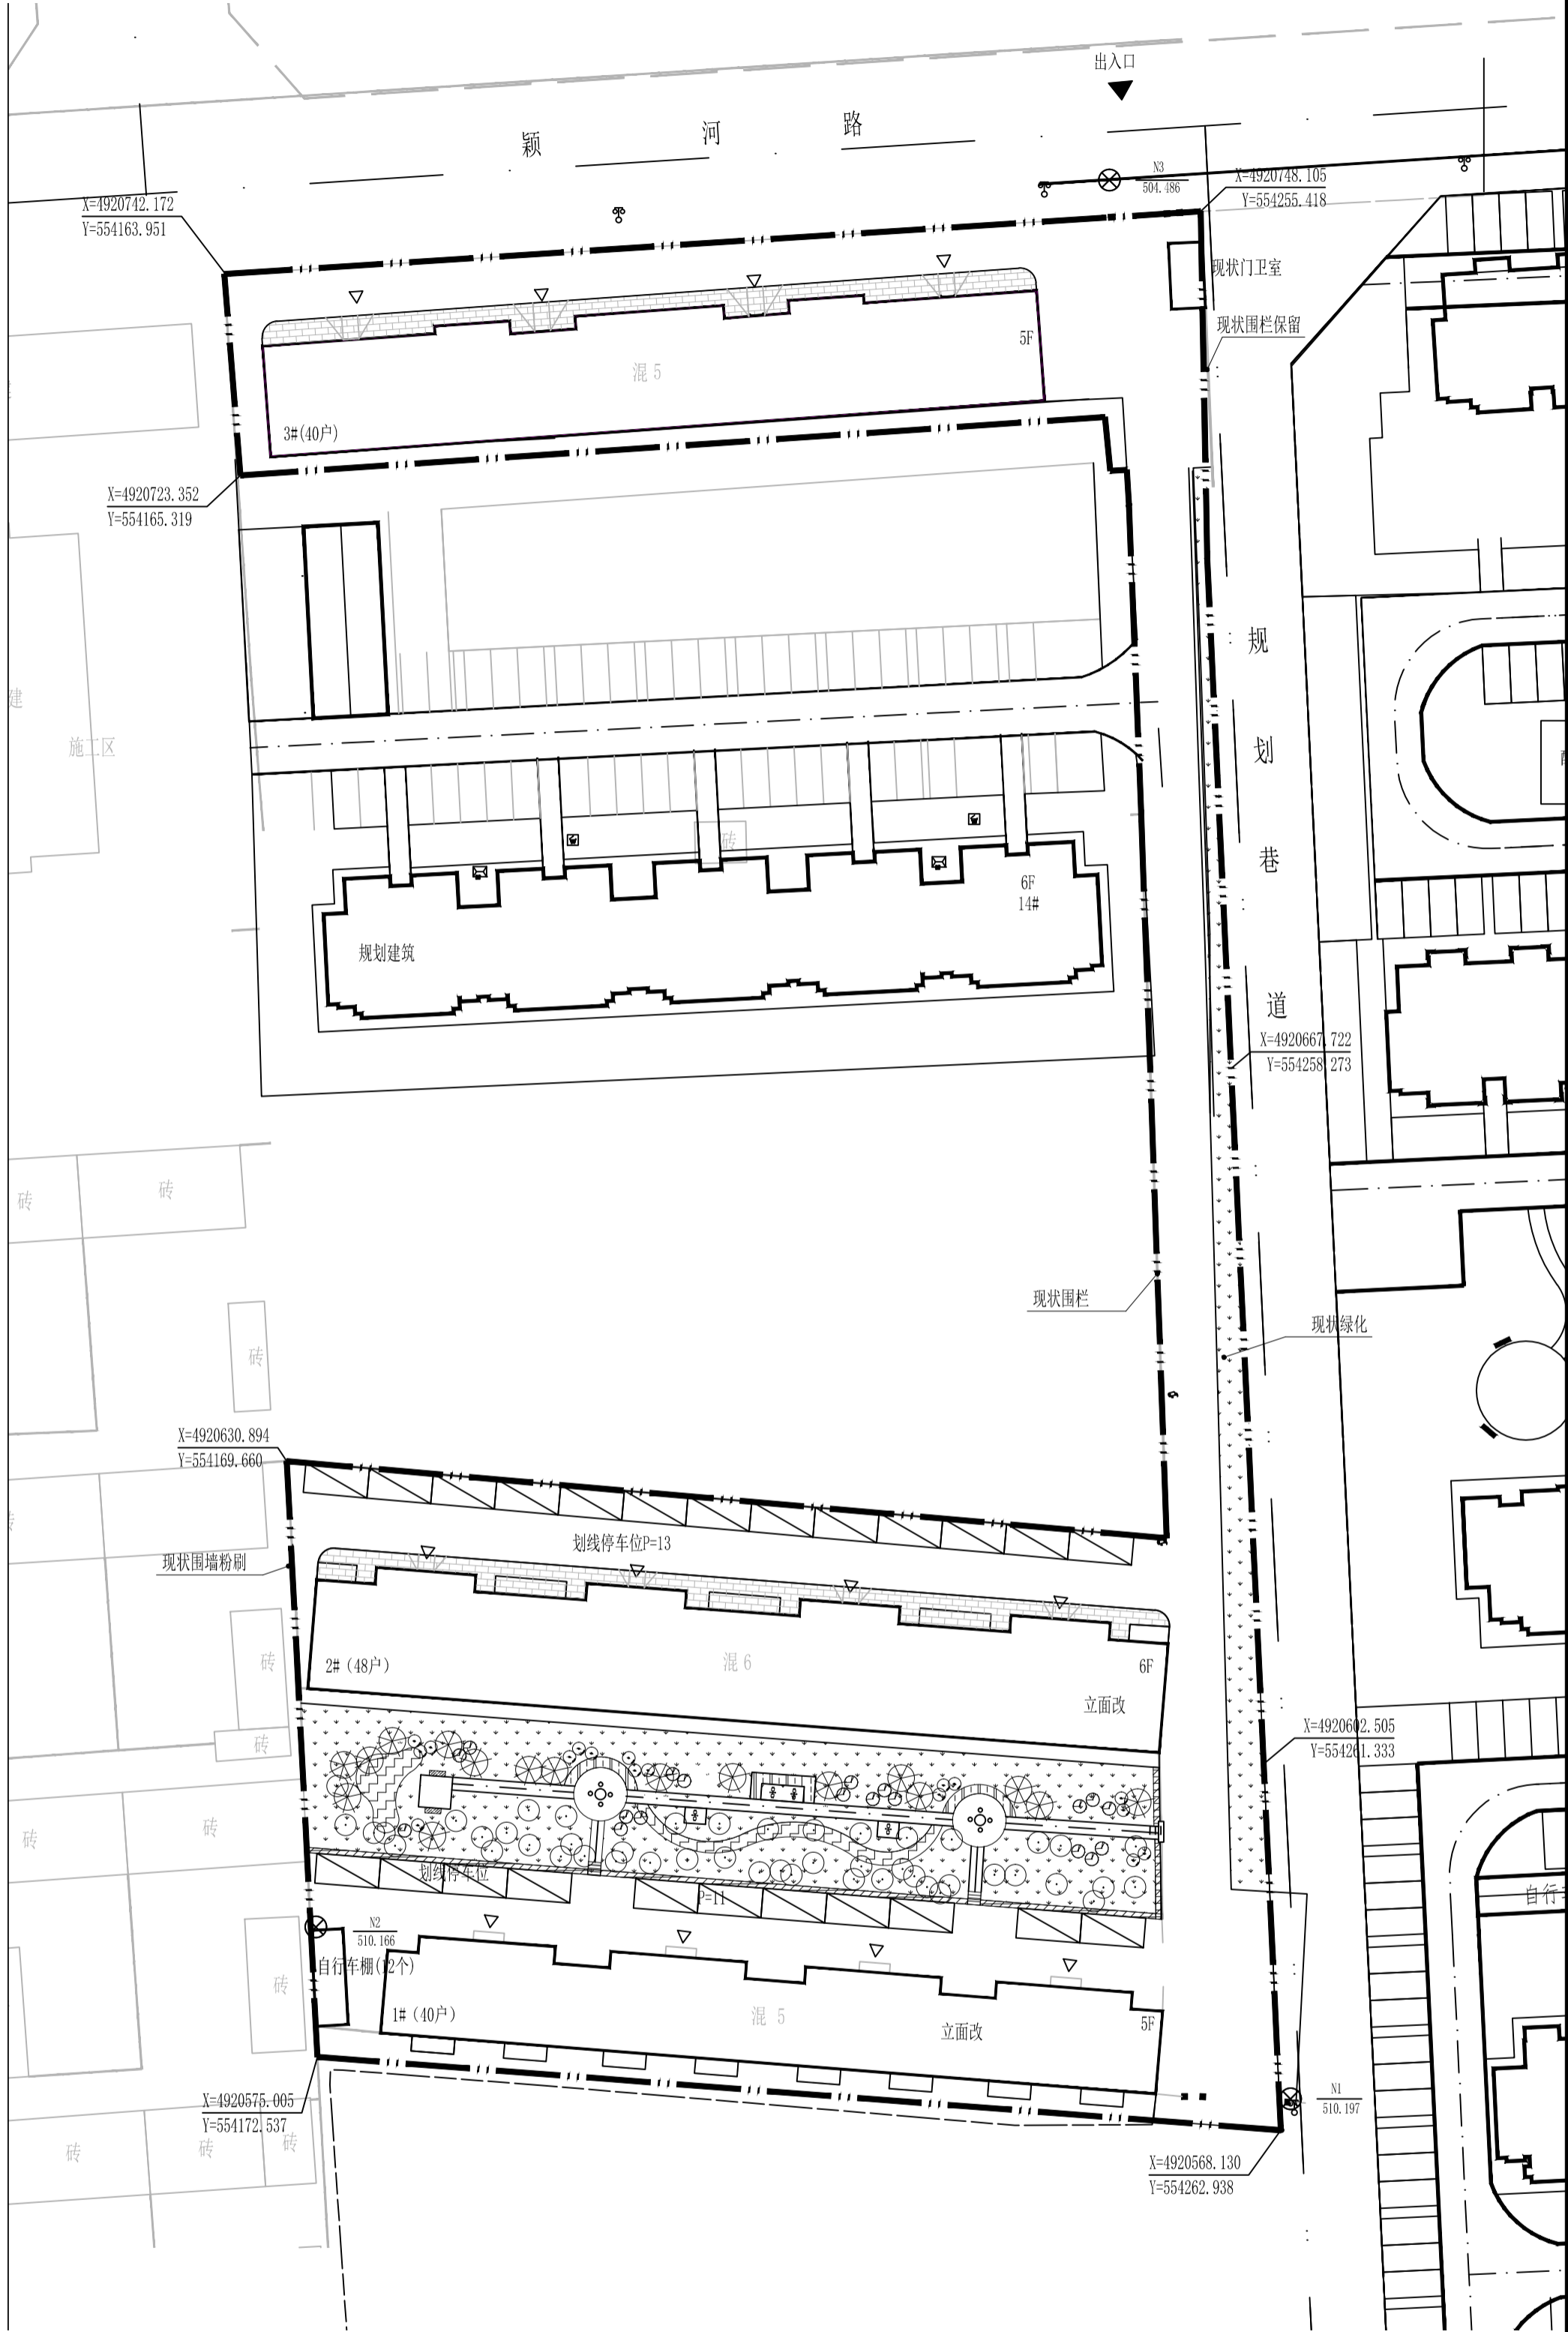 出入口
颖河路
N3
504.486
X=4920742.172
Y=554163.951
X=4920748.105
Y=554255.418
现状门卫室
现状围栏保留
5F
混 5
3#(40户)
X=4920723.352
Y=554165.319
规划巷道
建
施工区
砖
6F
14#
规划建筑
X=4920667.722
Y=554258.273
砖
砖
现状围栏
现状绿化
砖
X=4920630.894
Y=554169.660
划线停车位P=13
现状围墙粉刷
2#（48户）
混 6
6F
立面改
砖
砖
X=4920602.505
Y=554261.333
砖
砖
划线停车位
P=11
自行
N2
510.166
自行车棚(12个)
砖
1#（40户）
混 5
立面改
5F
X=4920575.005
Y=554172.537
N1
510.197
砖
砖
砖
X=4920568.130
Y=554262.938